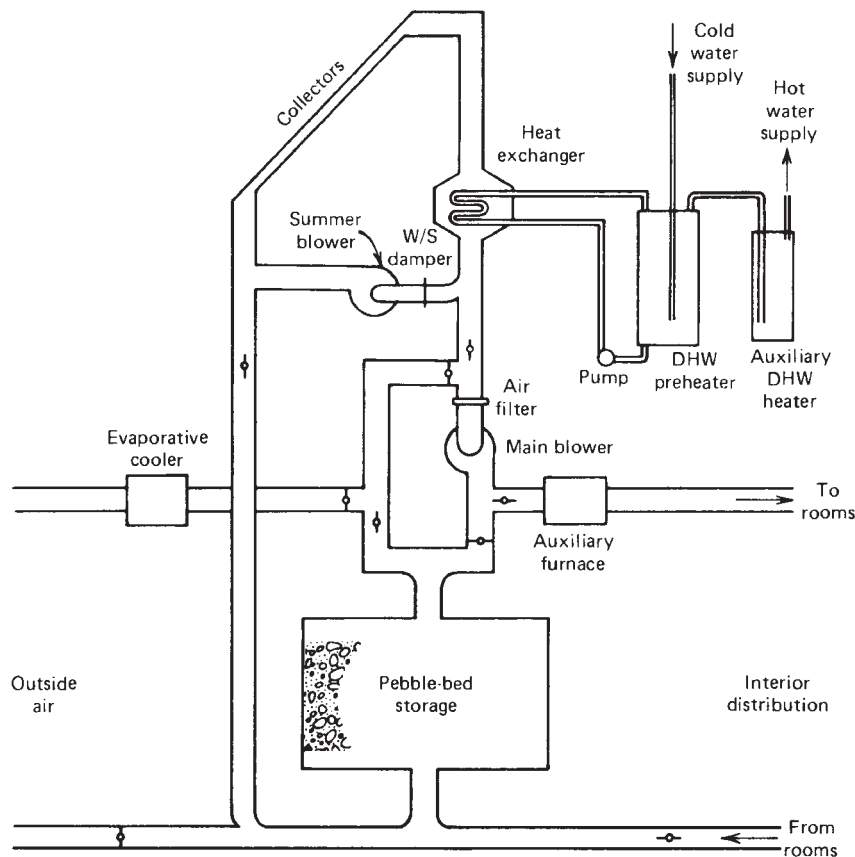 Cold
water
supply
Hot
water
supply
Collectors
Heat
exchanger
Summer
blower
W/S
damper
Pump
DHW
preheater
Auxiliary
DHW
heater
Air
filter
Evaporative
cooler
Main blower
To
rooms
Auxiliary
furnace
Outside
air
Pebble-bed
storage
Interior
distribution
From
rooms